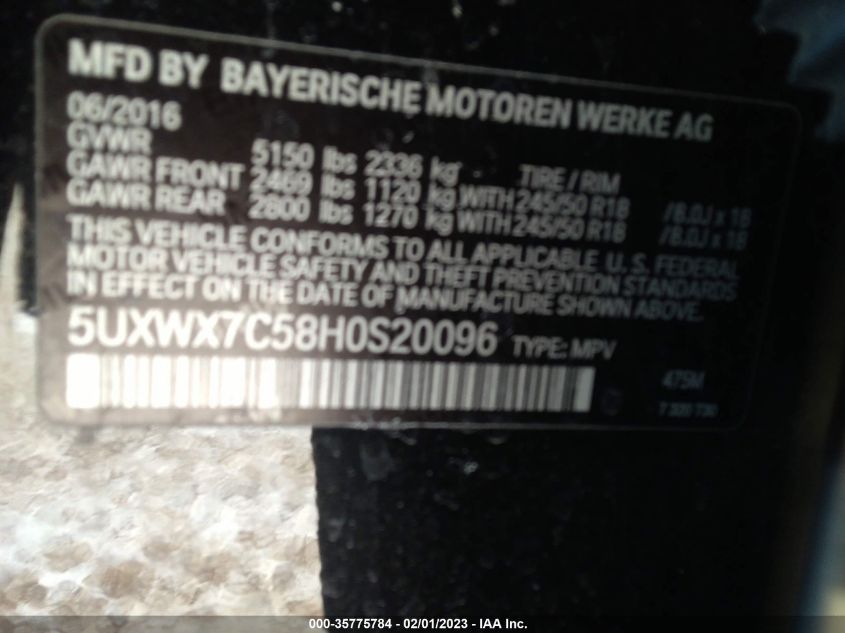 MFD BY BAYERISCHE MOTOREN WERKE AG
06/2016
GVWR 5150 lbs 2336 kg TIRE / RIM
GAWR FRONT 2469 lbs 1120 kg WITH 245/50 R18 /8.0J x 18
GAWR REAR 2800 lbs 1270 kg WITH 245/50 R18 /8.0J x 18
THIS VEHICLE CONFORMS TO ALL APPLICABLE U. S. FEDERAL
MOTOR VEHICLE SAFETY AND THEFT PREVENTION STANDARDS
IN EFFECT ON THE DATE OF MANUFACTURE SHOWN ABOVE.
5UXWX7C58H0S20096 TYPE: MPV
475M
000-35775784 - 02/01/2023 - IAA Inc.